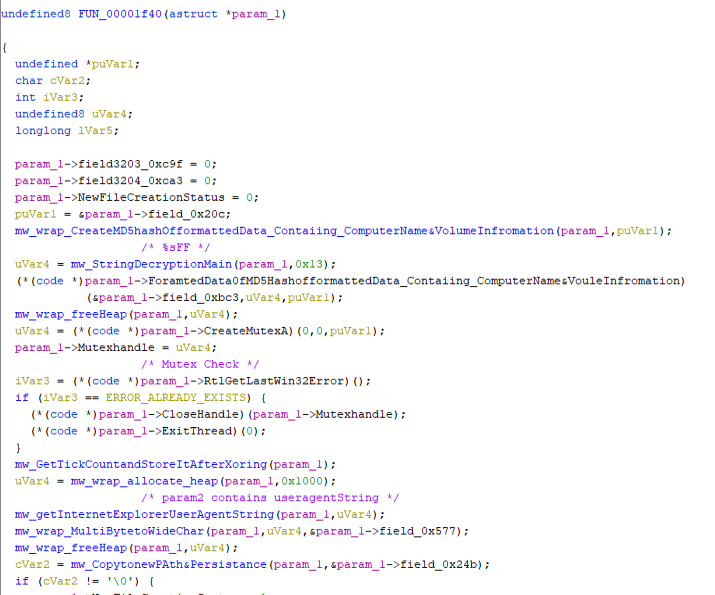 undefined8 FUN_00001f40(astruct *param_1)
{
undefined *puVar1;
char cVar2;
int iVar3;
undefined8 uVar4;
longlong lVar5;
param_1->field3203_0xc9f = 0;
param_1->field3204_0xca3 = 0;
param_1->NewFileCreationStatus = 0;
puVar1 = &param_1->field_0x20c;
mw_wrap_CreateMD5hashOfformattedData_Contaiing_ComputerName&VolumeInfromation(param_1,puVar1);
/* %sFF */
uVar4 = mw_StringDecryptionMain(param_1,0x13);
(*(code *)param_1->ForamtedDataOfMD5HashofformattedData_Contaiing_ComputerName&VouleInfromation)
(&param_1->field_0xbc3,uVar4,puVar1);
mw_wrap_freeHeap(param_1,uVar4);
uVar4 = (*(code *)param_1->CreateMutexA)(0,0,puVar1);
param_1->Mutexhandle = uVar4;
/* Mutex Check */
iVar3 = (*(code *)param_1->RtlGetLastWin32Error)();
if (iVar3 == ERROR_ALREADY_EXISTS) {
(*(code *)param_1->CloseHandle)(param_1->Mutexhandle);
(*(code *)param_1->ExitThread)(0);
}
mw_GetTickCountandStoreItAfterXoring(param_1);
uVar4 = mw_wrap_allocate_heap(param_1,0x1000);
/* param2 contains useragentString */
mw_getInternetExplorerUserAgentString(param_1,uVar4);
mw_wrap_MultiBytetoWideChar(param_1,uVar4,&param_1->field_0x577);
mw_wrap_freeHeap(param_1,uVar4);
cVar2 = mw_CopytonewPAth&Persistance(param_1,&param_1->field_0x24b);
if (cVar2 != '\0') {